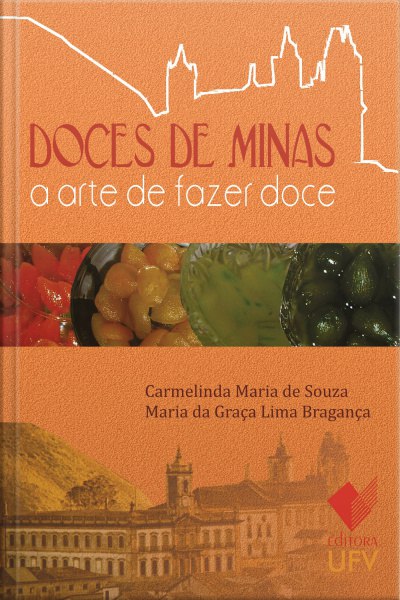 DOCES DE MINAS
a arte de fazer doce
Carmelinda Maria de Souza
Maria da Graça Lima Bragança
EDITORA
UFV